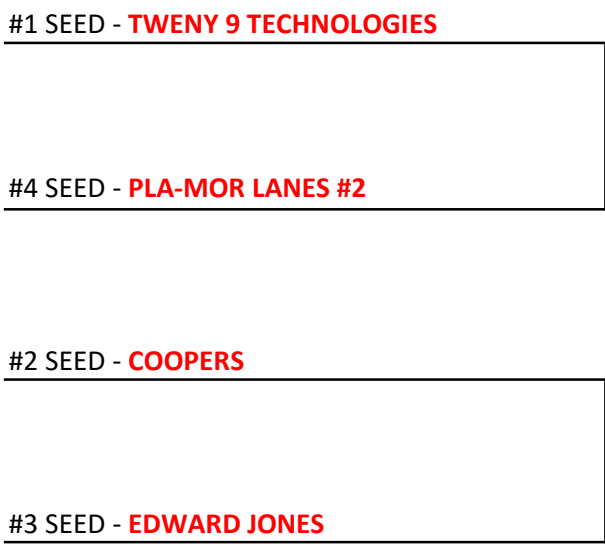 #1 SEED - TWENY 9 TECHNOLOGIES
#4 SEED - PLA-MOR LANES #2
#2 SEED - COOPERS
#3 SEED - EDWARD JONES